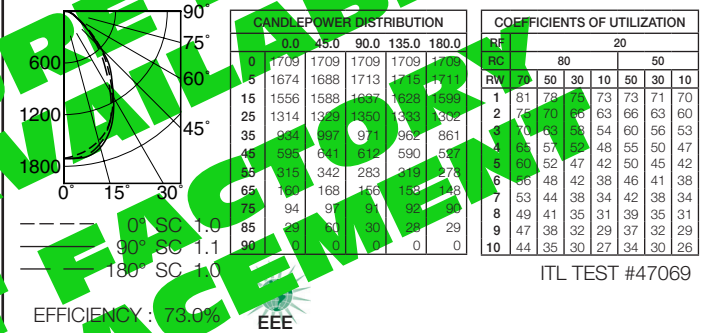 90°
75°
60°
45°
600
1200
1800
0° 15° 30°
0° SC 1.0
90° SC 1.1
180° SC 1.0
EFFICIENCY : 73.0%
CANDLEPOWER DISTRIBUTION
0.0 45.0 90.0 135.0 180.0
0 1709 1709 1709 1709 1709
5 1674 1688 1713 1715 1711
15 1556 1588 1637 1628 1599
25 1314 1329 1350 1333 1302
35 934 997 971 962 861
45 595 641 612 590 527
55 315 342 283 319 278
65 160 168 156 158 148
75 94 97 91 92 90
85 29 60 30 28 29
90 0 0 0 0 0
EEE
COEFFICIENTS OF UTILIZATION
RF 20
RC 80 50
RW 70 50 30 10 50 30 10
1 81 78 75 73 73 71 70
2 75 70 66 63 66 63 60
3 70 63 58 54 60 56 53
4 65 57 52 48 55 50 47
5 60 52 47 42 50 45 42
6 56 48 42 38 46 41 38
7 53 44 38 34 42 38 34
8 49 41 35 31 39 35 31
9 47 38 32 29 37 32 29
10 44 35 30 27 34 30 26
ITL TEST #47069
FACTORY